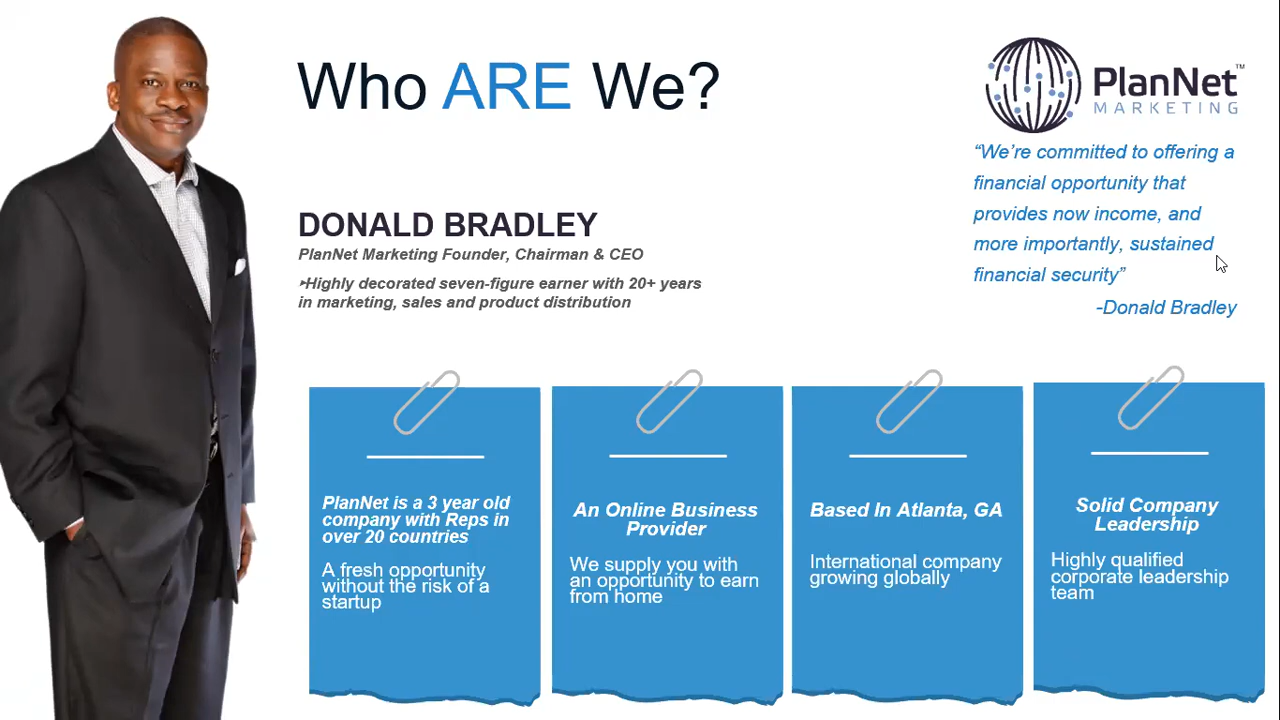 Who ARE We?
PlanNet™
MARKETING
“We’re committed to offering a
financial opportunity that
provides now income, and
more importantly, sustained
financial security”
-Donald Bradley
DONALD BRADLEY
PlanNet Marketing Founder, Chairman & CEO
‣Highly decorated seven-figure earner with 20+ years
in marketing, sales and product distribution
PlanNet is a 3 year old
company with Reps in
over 20 countries
A fresh opportunity
without the risk of a
startup
An Online Business
Provider
We supply you with
an opportunity to earn
from home
Based In Atlanta, GA
International company
growing globally
Solid Company
Leadership
Highly qualified
corporate leadership
team